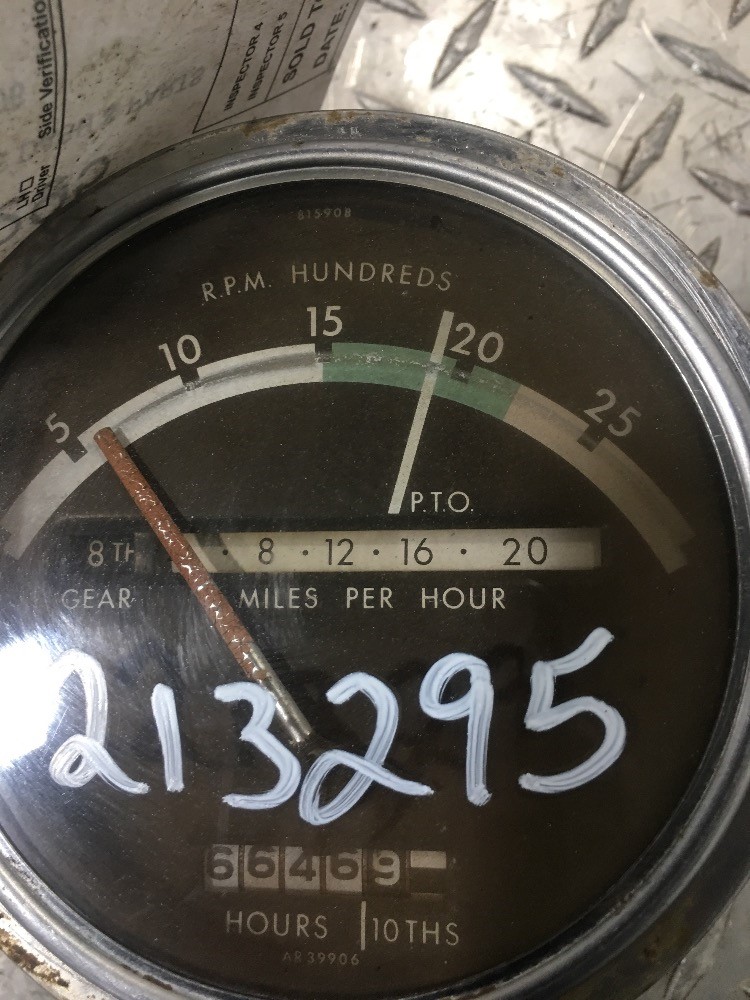 Side Verification
LH
Driver
INSPECTOR 4
INSPECTOR 5
SOLD T
DATE:
815908
R.P.M. HUNDREDS
5 10 15 20 25
P.T.O.
8TH · 8 · 12 · 16 · 20
GEAR MILES PER HOUR
213295
66469
HOURS 10THS
AR39906